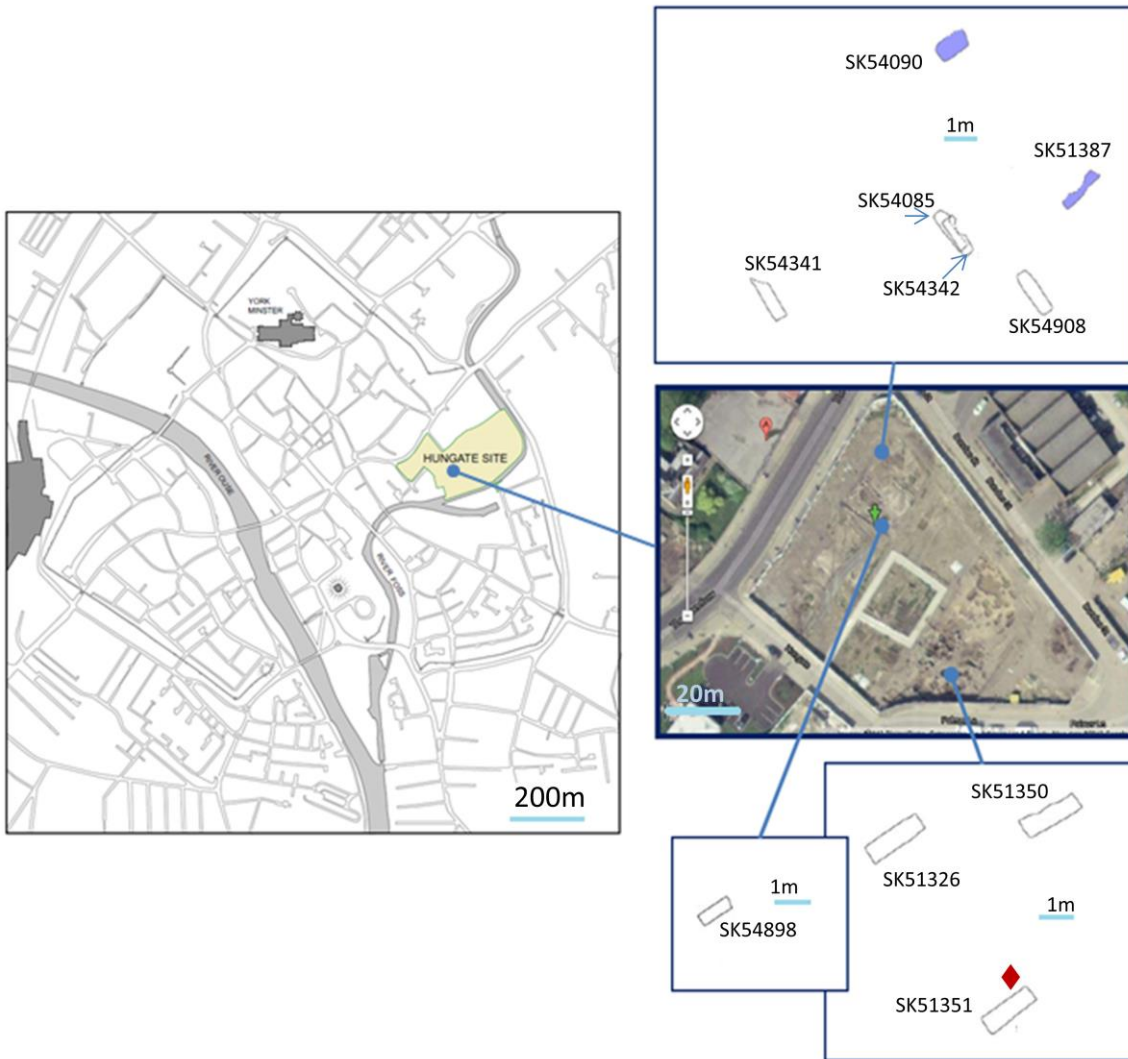 YORK
MINSTER
RIVER OUSE
HUNGATE SITE
RIVER FOSS
200m
SK54090
1m
SK51387
SK54085
SK54341
SK54342
SK54908
A
20m
SK51350
SK51326
1m
SK51351
1m
SK54898